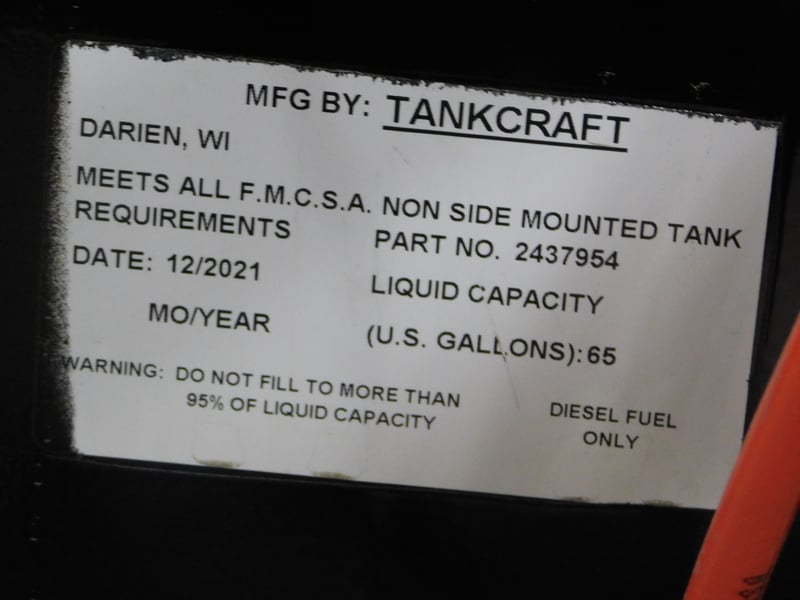 MFG BY: TANKCRAFT
DARIEN, WI
MEETS ALL F.M.C.S.A. NON SIDE MOUNTED TANK
REQUIREMENTS PART NO. 2437954
DATE: 12/2021 LIQUID CAPACITY
MO/YEAR (U.S. GALLONS): 65
WARNING: DO NOT FILL TO MORE THAN
95% OF LIQUID CAPACITY
DIESEL FUEL
ONLY